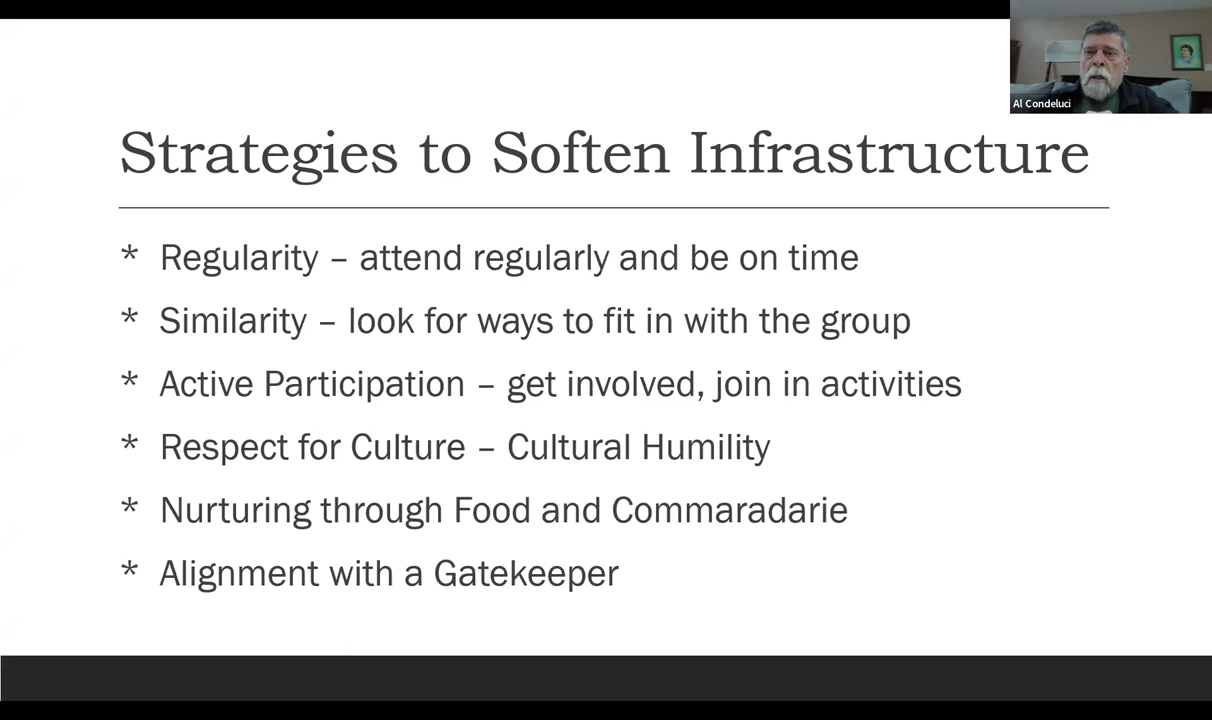 Al Condeluci
Strategies to Soften Infrastructure
* Regularity – attend regularly and be on time
* Similarity – look for ways to fit in with the group
* Active Participation – get involved, join in activities
* Respect for Culture – Cultural Humility
* Nurturing through Food and Commaradarie
* Alignment with a Gatekeeper